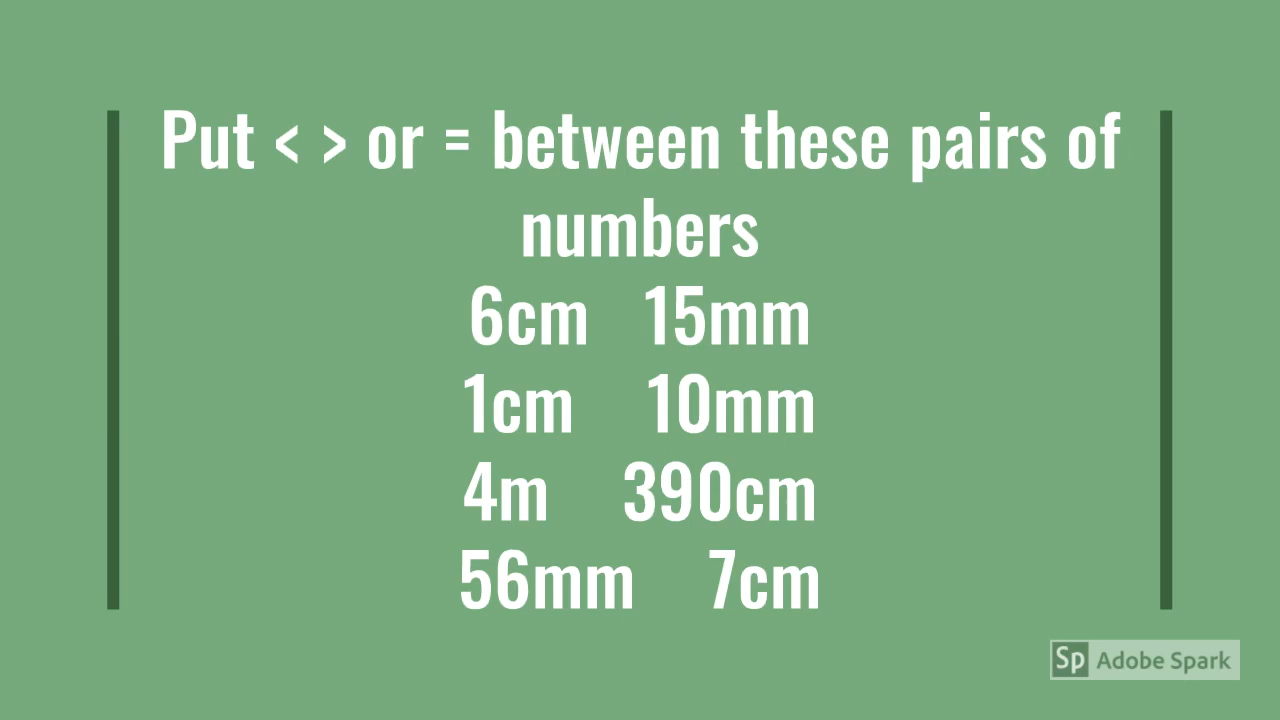 Put < > or = between these pairs of
numbers
6cm 15mm
1cm 10mm
4m 390cm
56mm 7cm
Sp Adobe Spark